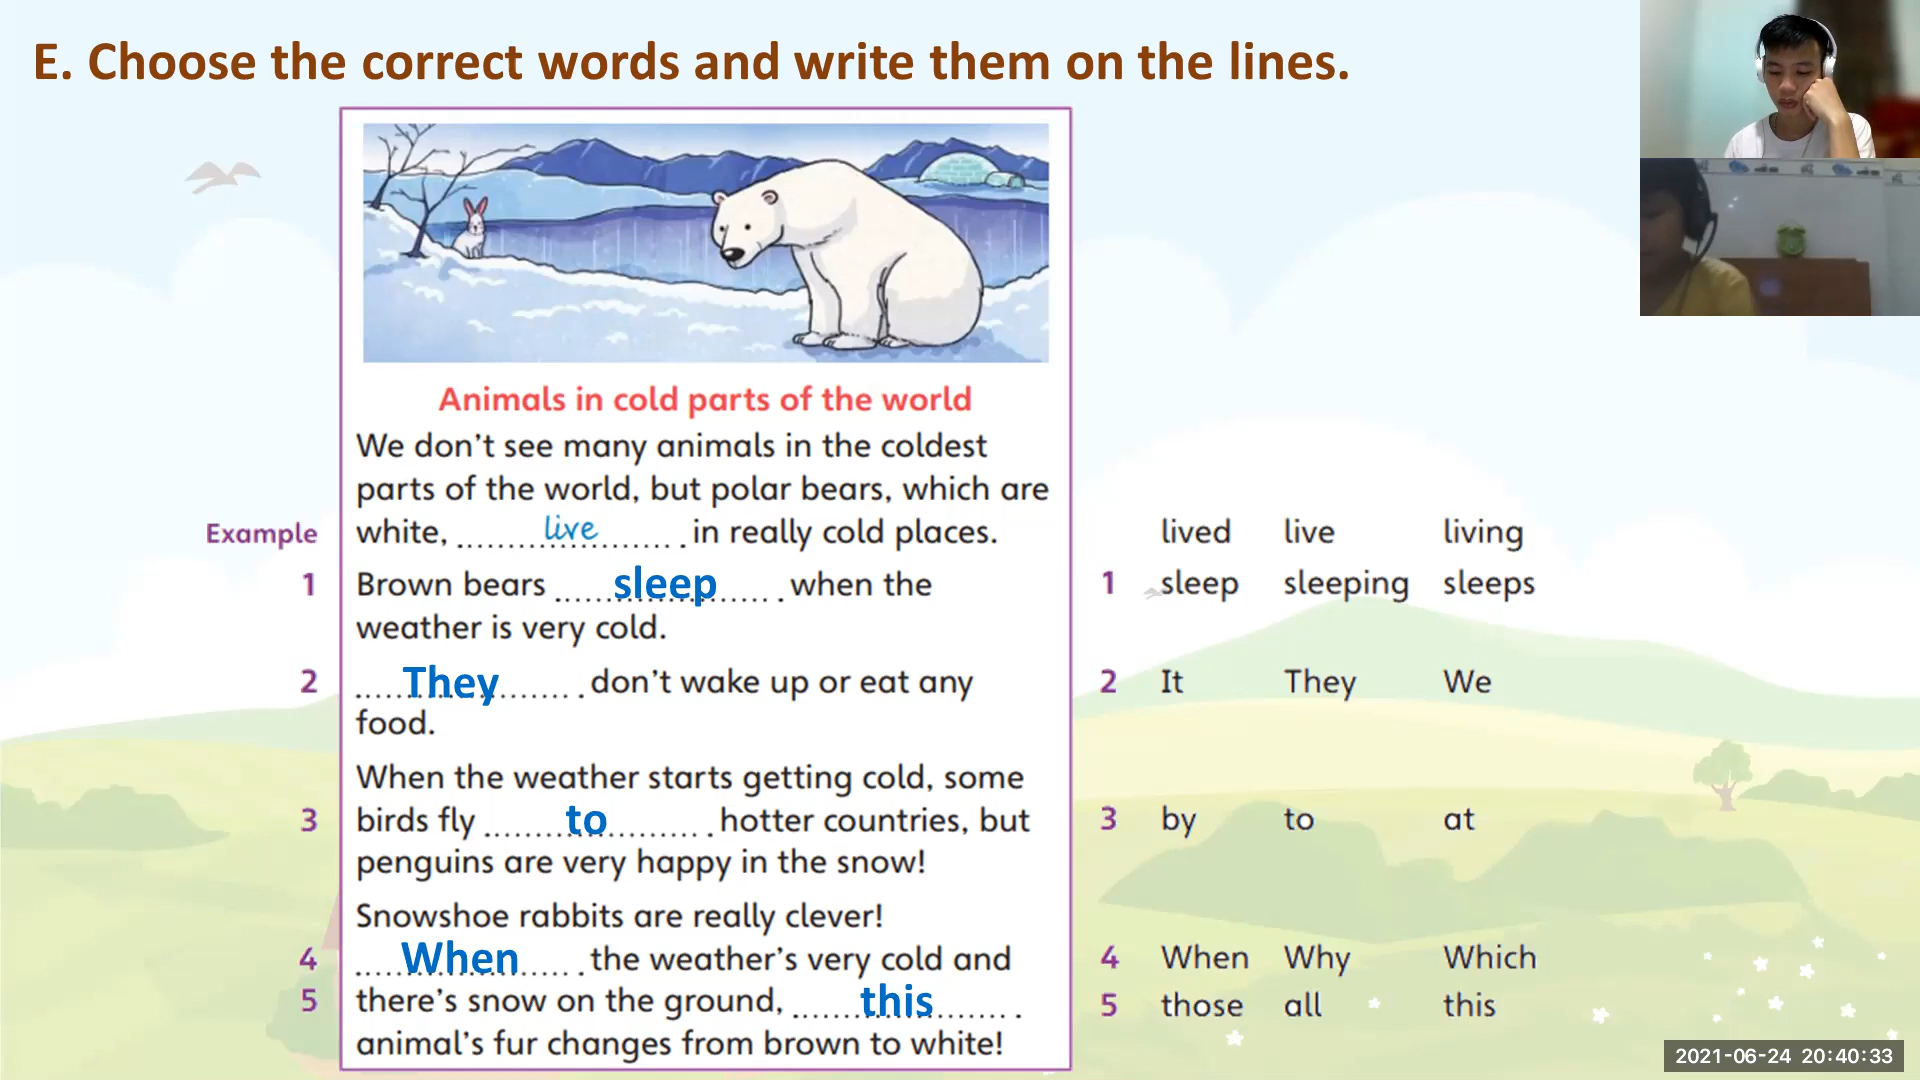 E. Choose the correct words and write them on the lines.
Animals in cold parts of the world
We don't see many animals in the coldest
parts of the world, but polar bears, which are
Example white, live in really cold places. lived live living
1 Brown bears sleep when the 1 sleep sleeping sleeps
weather is very cold.
2 They don't wake up or eat any 2 It They We
food.
When the weather starts getting cold, some
3 birds fly to hotter countries, but 3 by to at
penguins are very happy in the snow!
Snowshoe rabbits are really clever!
4 When the weather's very cold and 4 When Why Which
5 there's snow on the ground, this 5 those all this
animal's fur changes from brown to white!
2021-06-24 20:40:33